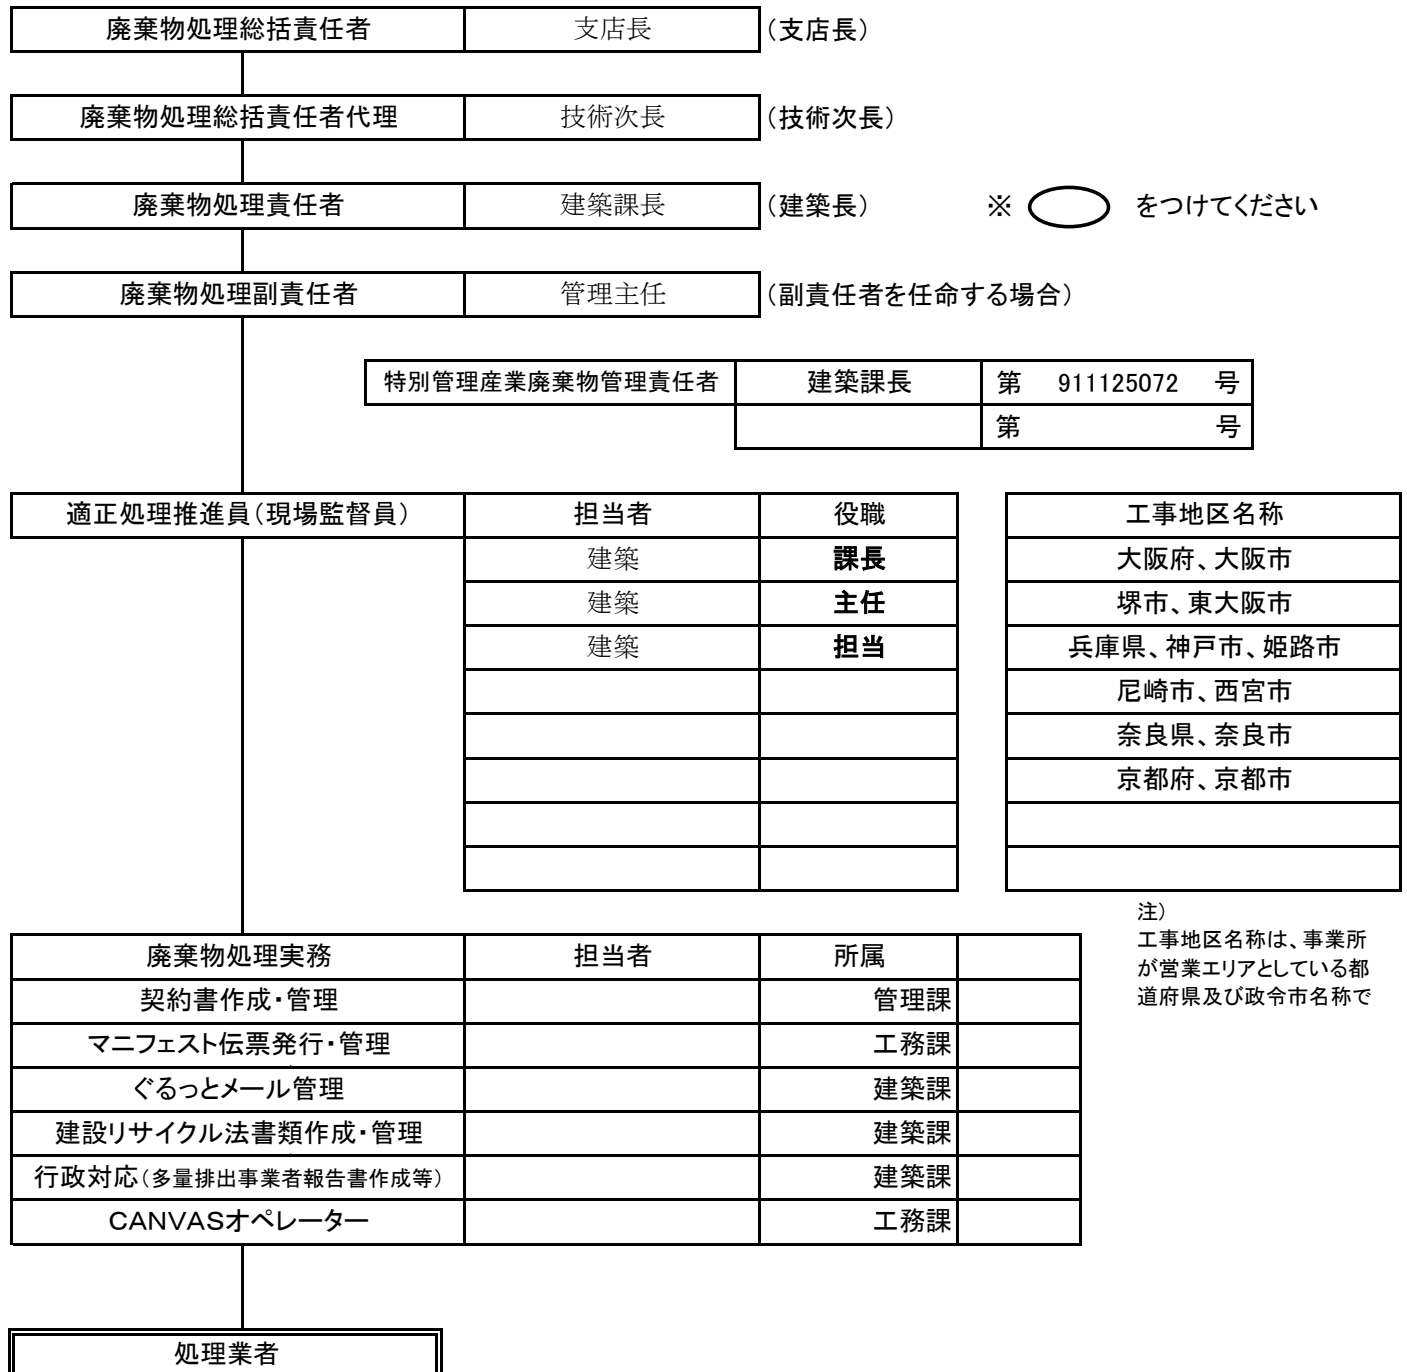 廃棄物処理総括責任者 支店長 （支店長）
廃棄物処理総括責任者代理 技術次長 （技術次長）
廃棄物処理責任者 建築課長 （建築長） ※ をつけてください
廃棄物処理副責任者 管理主任 （副責任者を任命する場合）
特別管理産業廃棄物管理責任者 建築課長 第 911125072 号
第 号
適正処理推進員（現場監督員） 担当者 役職 工事地区名称
建築 課長 大阪府、大阪市
建築 主任 堺市、東大阪市
建築 担当 兵庫県、神戸市、姫路市
尼崎市、西宮市
奈良県、奈良市
京都府、京都市
注）
工事地区名称は、事業所
が営業エリアとしている都
道府県及び政令市名称で
廃棄物処理実務 担当者 所属
契約書作成・管理 管理課
マニフェスト伝票発行・管理 工務課
ぐるっとメール管理 建築課
建設リサイクル法書類作成・管理 建築課
行政対応（多量排出事業者報告書作成等） 建築課
CANVASオペレーター 工務課
処理業者